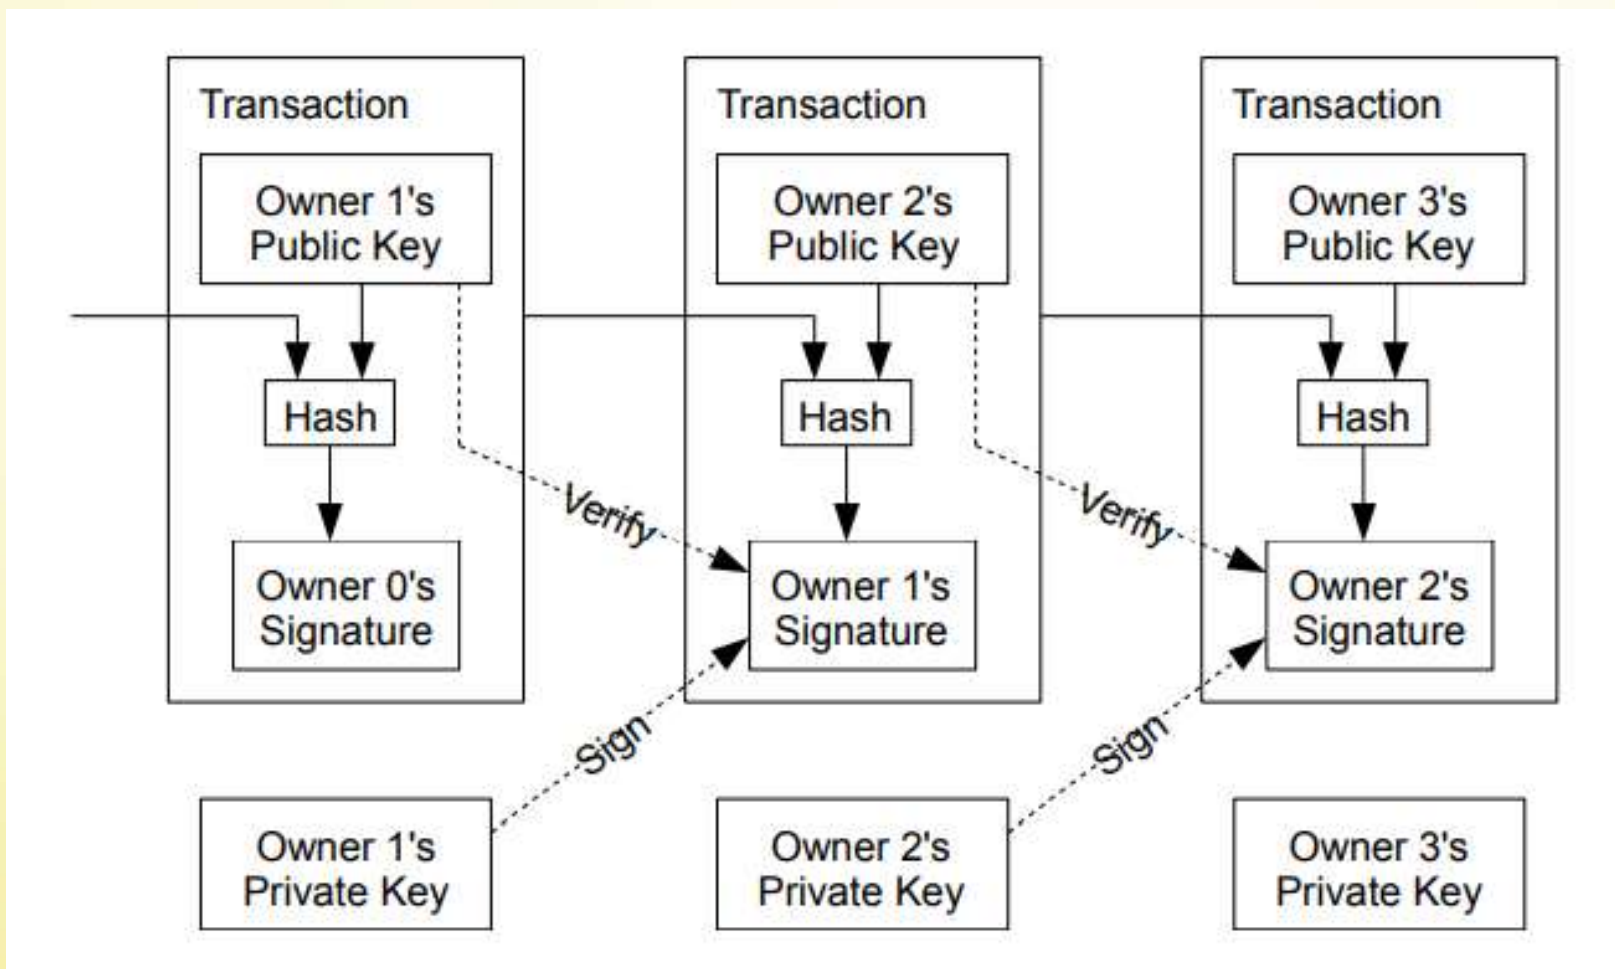 Transaction
Owner 1's
Public Key
Hash
Owner 0's
Signature
Transaction
Owner 2's
Public Key
Hash
Verify
Owner 1's
Signature
Transaction
Owner 3's
Public Key
Hash
Verify
Owner 2's
Signature
Sign
Sign
Owner 1's
Private Key
Owner 2's
Private Key
Owner 3's
Private Key